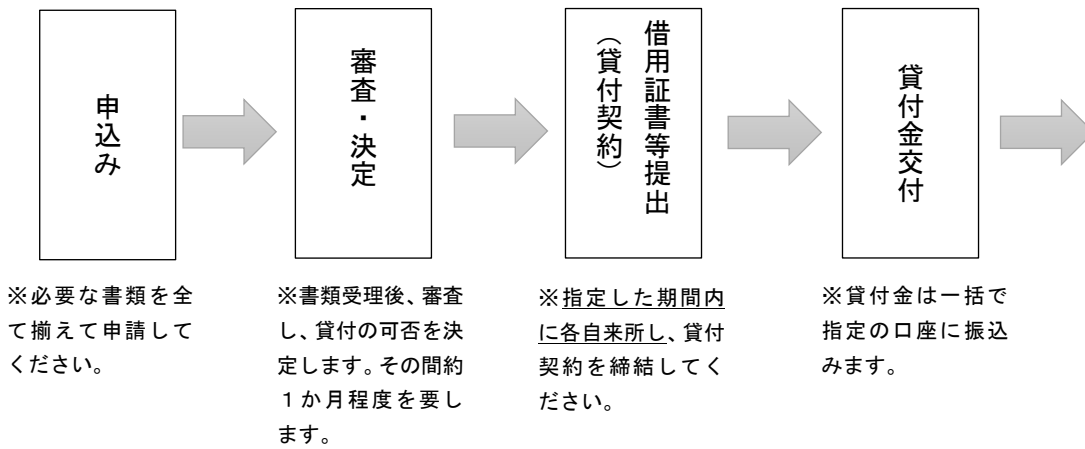 申込み
審査・決定
借用証書等提出
（貸付契約）
貸付金交付
※必要な書類を全
て揃えて申請して
ください。
※書類受理後、審査
し、貸付の可否を決
定します。その間約
１か月程度を要し
ます。
※指定した期間内
に各自来所し、貸付
契約を締結してく
ださい。
※貸付金は一括で
指定の口座に振込
みます。